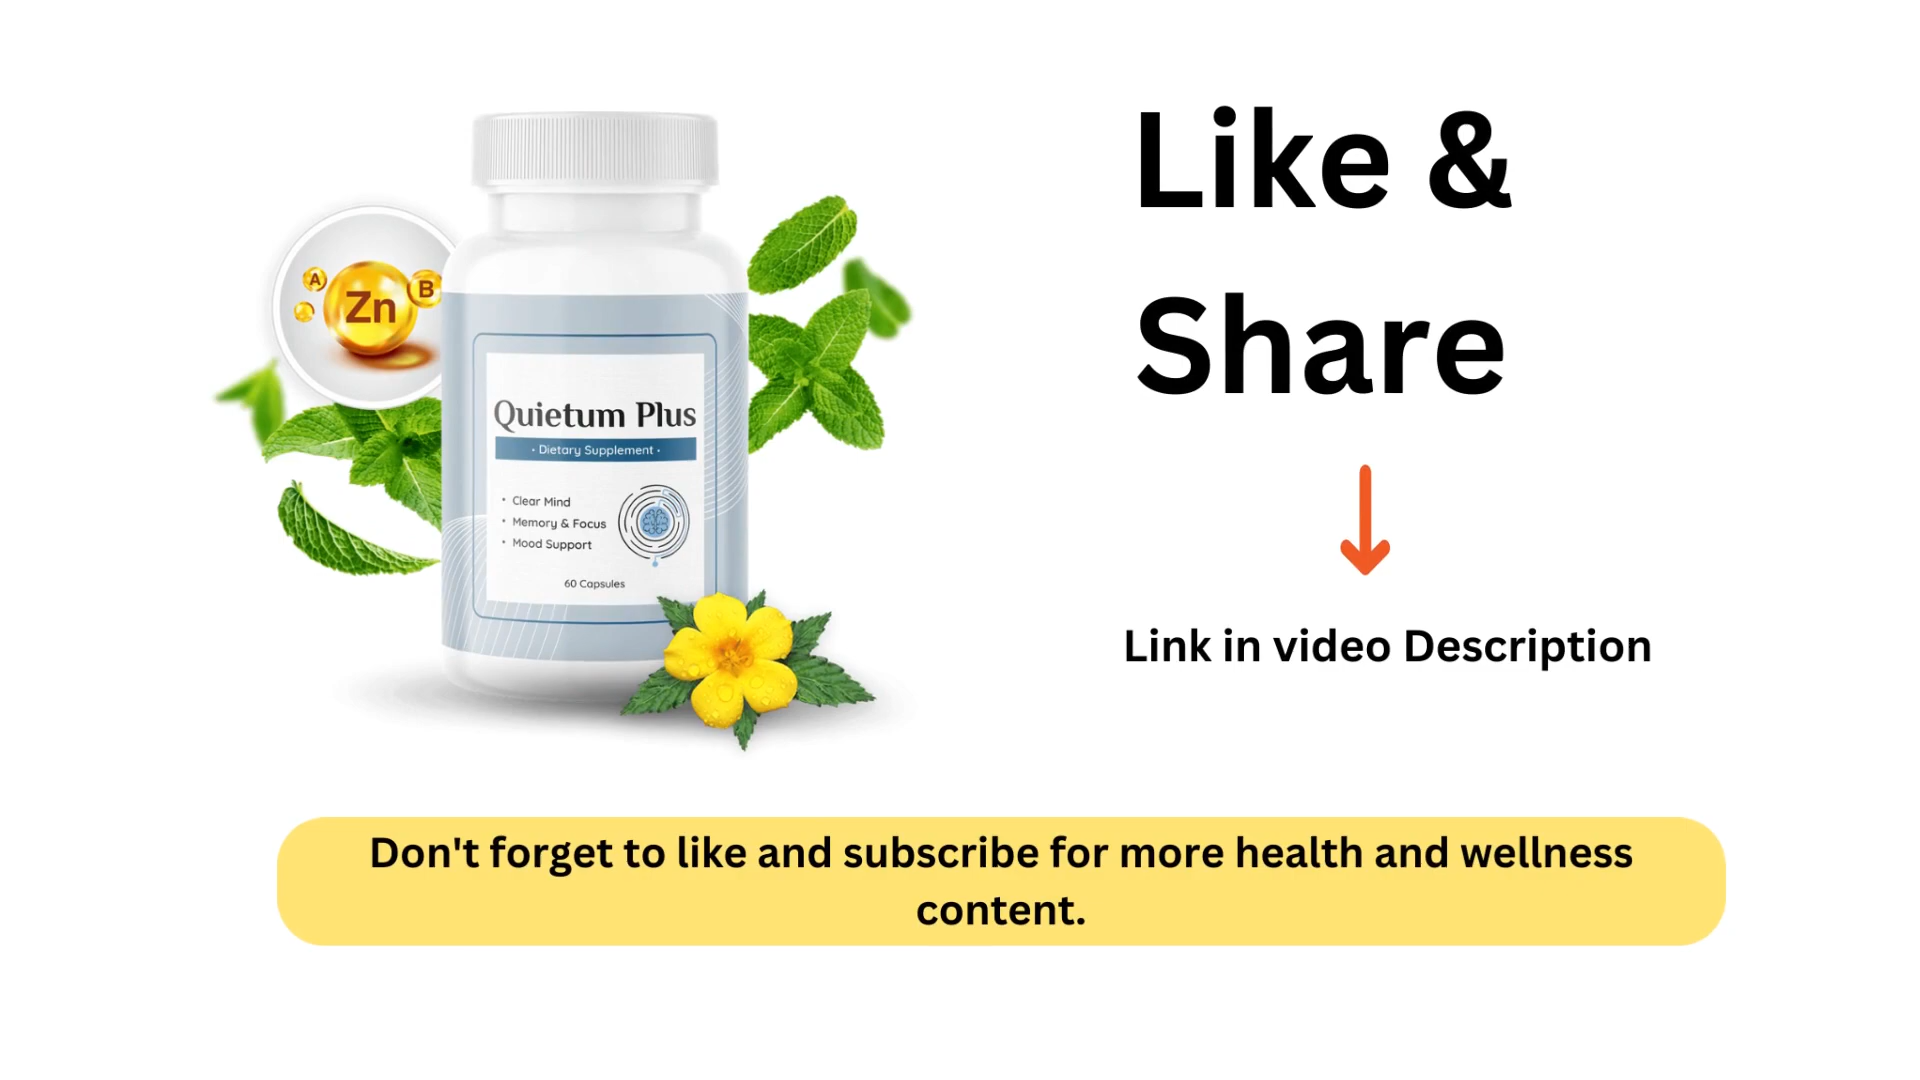 Like &
Share
A
Zn
B
Quietum Plus
• Dietary Supplement •
• Clear Mind
• Memory & Focus
• Mood Support
60 Capsules
Link in video Description
Don't forget to like and subscribe for more health and wellness
content.